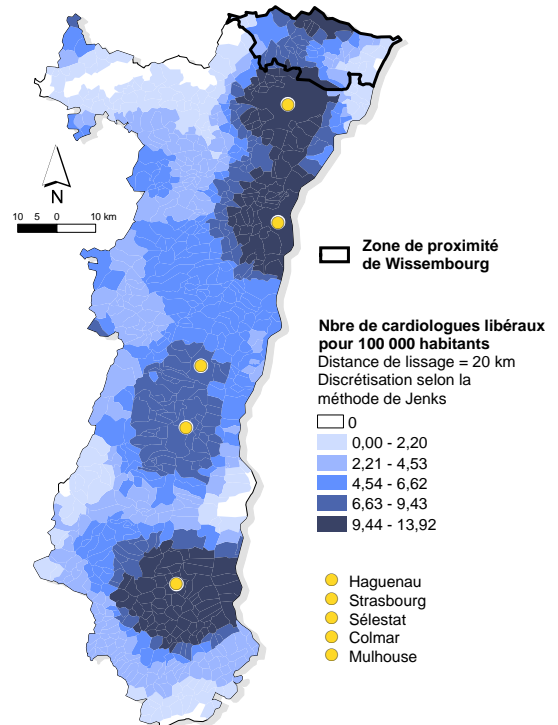 N
10 5 0 10 km
Zone de proximité
de Wissembourg
Nbre de cardiologues libéraux
pour 100 000 habitants
Distance de lissage = 20 km
Discrétisation selon la
méthode de Jenks
0
0,00 - 2,20
2,21 - 4,53
4,54 - 6,62
6,63 - 9,43
9,44 - 13,92
Haguenau
Strasbourg
Sélestat
Colmar
Mulhouse